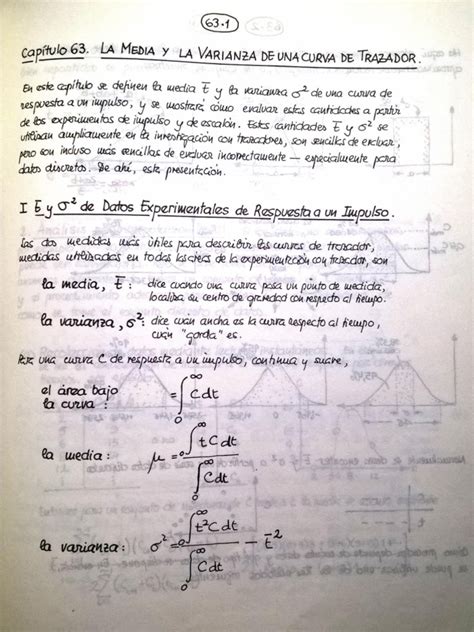 63.1
Capítulo 63. LA MEDIA Y LA VARIANZA DE UNA CURVA DE TRAZADOR.
En este capítulo se definen la media t̄ y la varianza σ² de una curva de
respuesta a un impulso, y se mostrará cómo evaluar estas cantidades a partir
de los experimentos de impulso y de escalón. Estas cantidades t̄ y σ² se
utilizan ampliamente en la investigación con trazadores, son sencillas de evaluar,
pero son incluso más sencillas de evaluar incorrectamente — especialmente para
datos discretos. De ahí, esta presentación.
I t̄ y σ² de Datos Experimentales de Respuesta a un Impulso.
Las dos medidas más útiles para describir las curvas de trazador,
medidas utilizadas en todas las áreas de la experimentación con trazador, son
la media, t̄ : dice cuando una curva pasa un punto de medida,
localiza su centro de gravedad con respecto al tiempo.
la varianza, σ²: dice cuán ancha es la curva respecto al tiempo,
cuán "gorda" es.
Para una curva C de respuesta a un impulso, continua y suave,
el área bajo la curva : = ∫₀^∞ C dt
la media : μ = ∫₀^∞ t C dt / ∫₀^∞ C dt
la varianza : σ² = ∫₀^∞ t² C dt / ∫₀^∞ C dt − t̄²